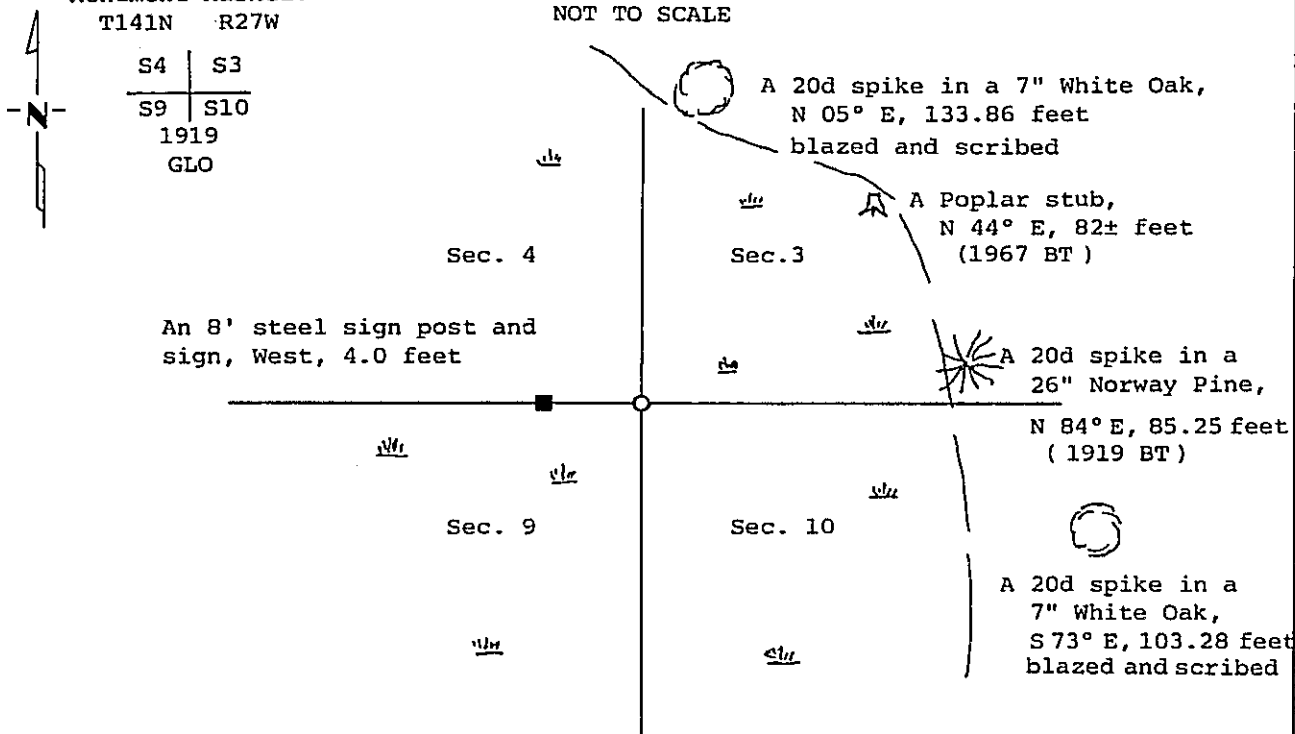 NOT TO SCALE
T141N R27W
S4 S3
S9 S10
1919
GLO
N
A 20d spike in a 7" White Oak,
N 05° E, 133.86 feet
blazed and scribed
A Poplar stub,
N 44° E, 82± feet
(1967 BT )
Sec. 4
Sec.3
An 8' steel sign post and
sign, West, 4.0 feet
A 20d spike in a
26" Norway Pine,
N 84° E, 85.25 feet
( 1919 BT )
Sec. 9
Sec. 10
A 20d spike in a
7" White Oak,
S 73° E, 103.28 feet
blazed and scribed